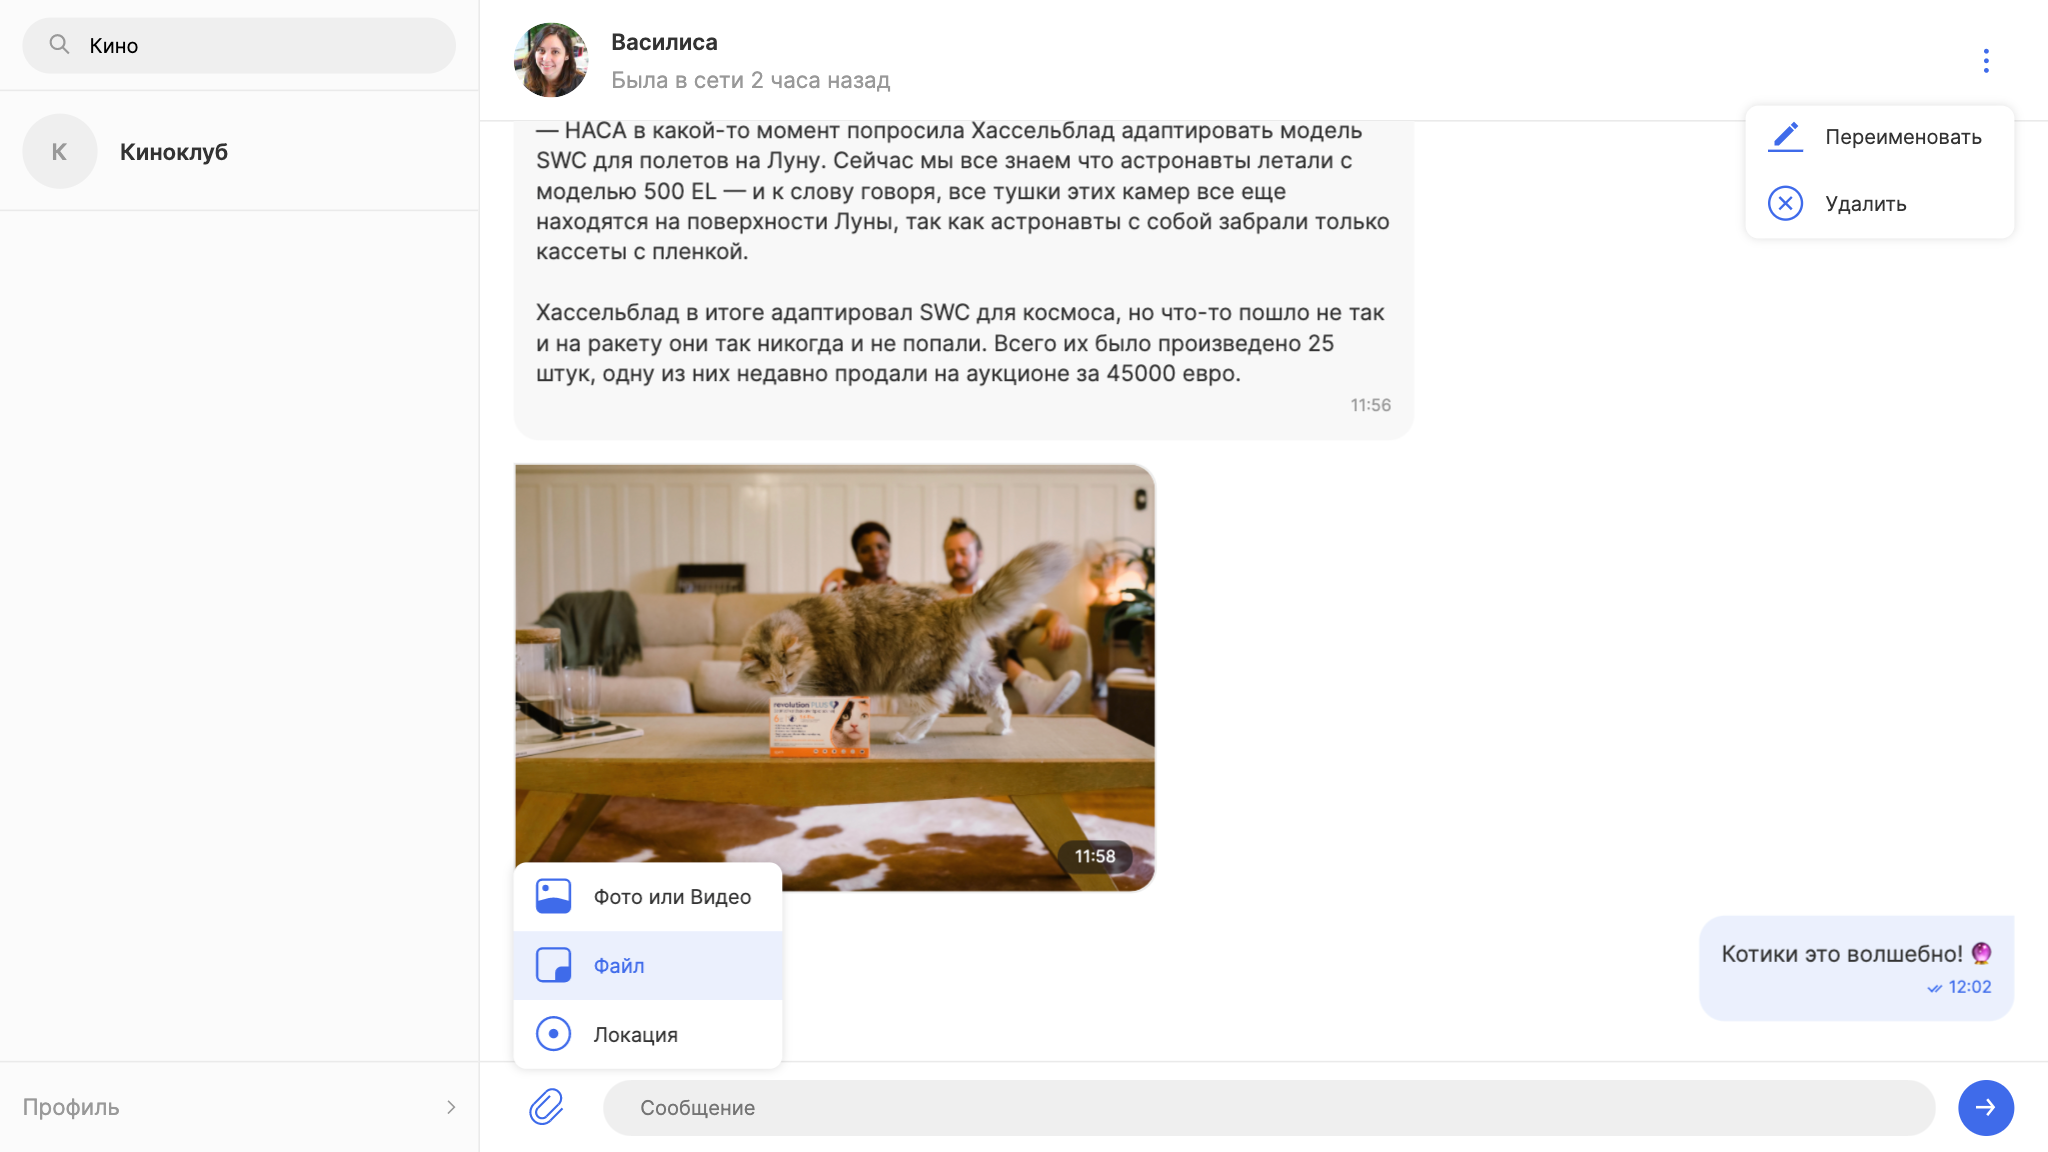 Кино
К
Киноклуб
Профиль
Василиса
Была в сети 2 часа назад
Переименовать
Удалить
— НАСА в какой-то момент попросила Хассельблад адаптировать модель
SWC для полетов на Луну. Сейчас мы все знаем что астронавты летали с
моделью 500 EL — и к слову говоря, все тушки этих камер все еще
находятся на поверхности Луны, так как астронавты с собой забрали только
кассеты с пленкой.
Хассельблад в итоге адаптировал SWC для космоса, но что-то пошло не так
и на ракету они так никогда и не попали. Всего их было произведено 25
штук, одну из них недавно продали на аукционе за 45000 евро.
11:56
revolution PLUS
11:58
Фото или Видео
Файл
Локация
Котики это волшебно! 🔮
12:02
Сообщение